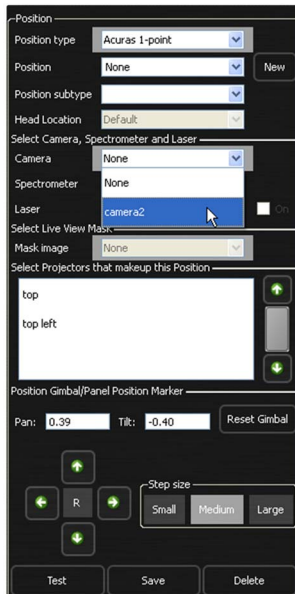 Position
Position type Acuras 1-point
Position None New
Position subtype
Head Location Default
Select Camera, Spectrometer and Laser
Camera None
Spectrometer None
Laser camera2 On
Select Live View Mask
Mask image None
Select Projectors that makeup this Position
top
top left
Position Gimbal/Panel Position Marker
Pan: 0.39 Tilt: -0.40 Reset Gimbal
Step size
R Small Medium Large
Test Save Delete